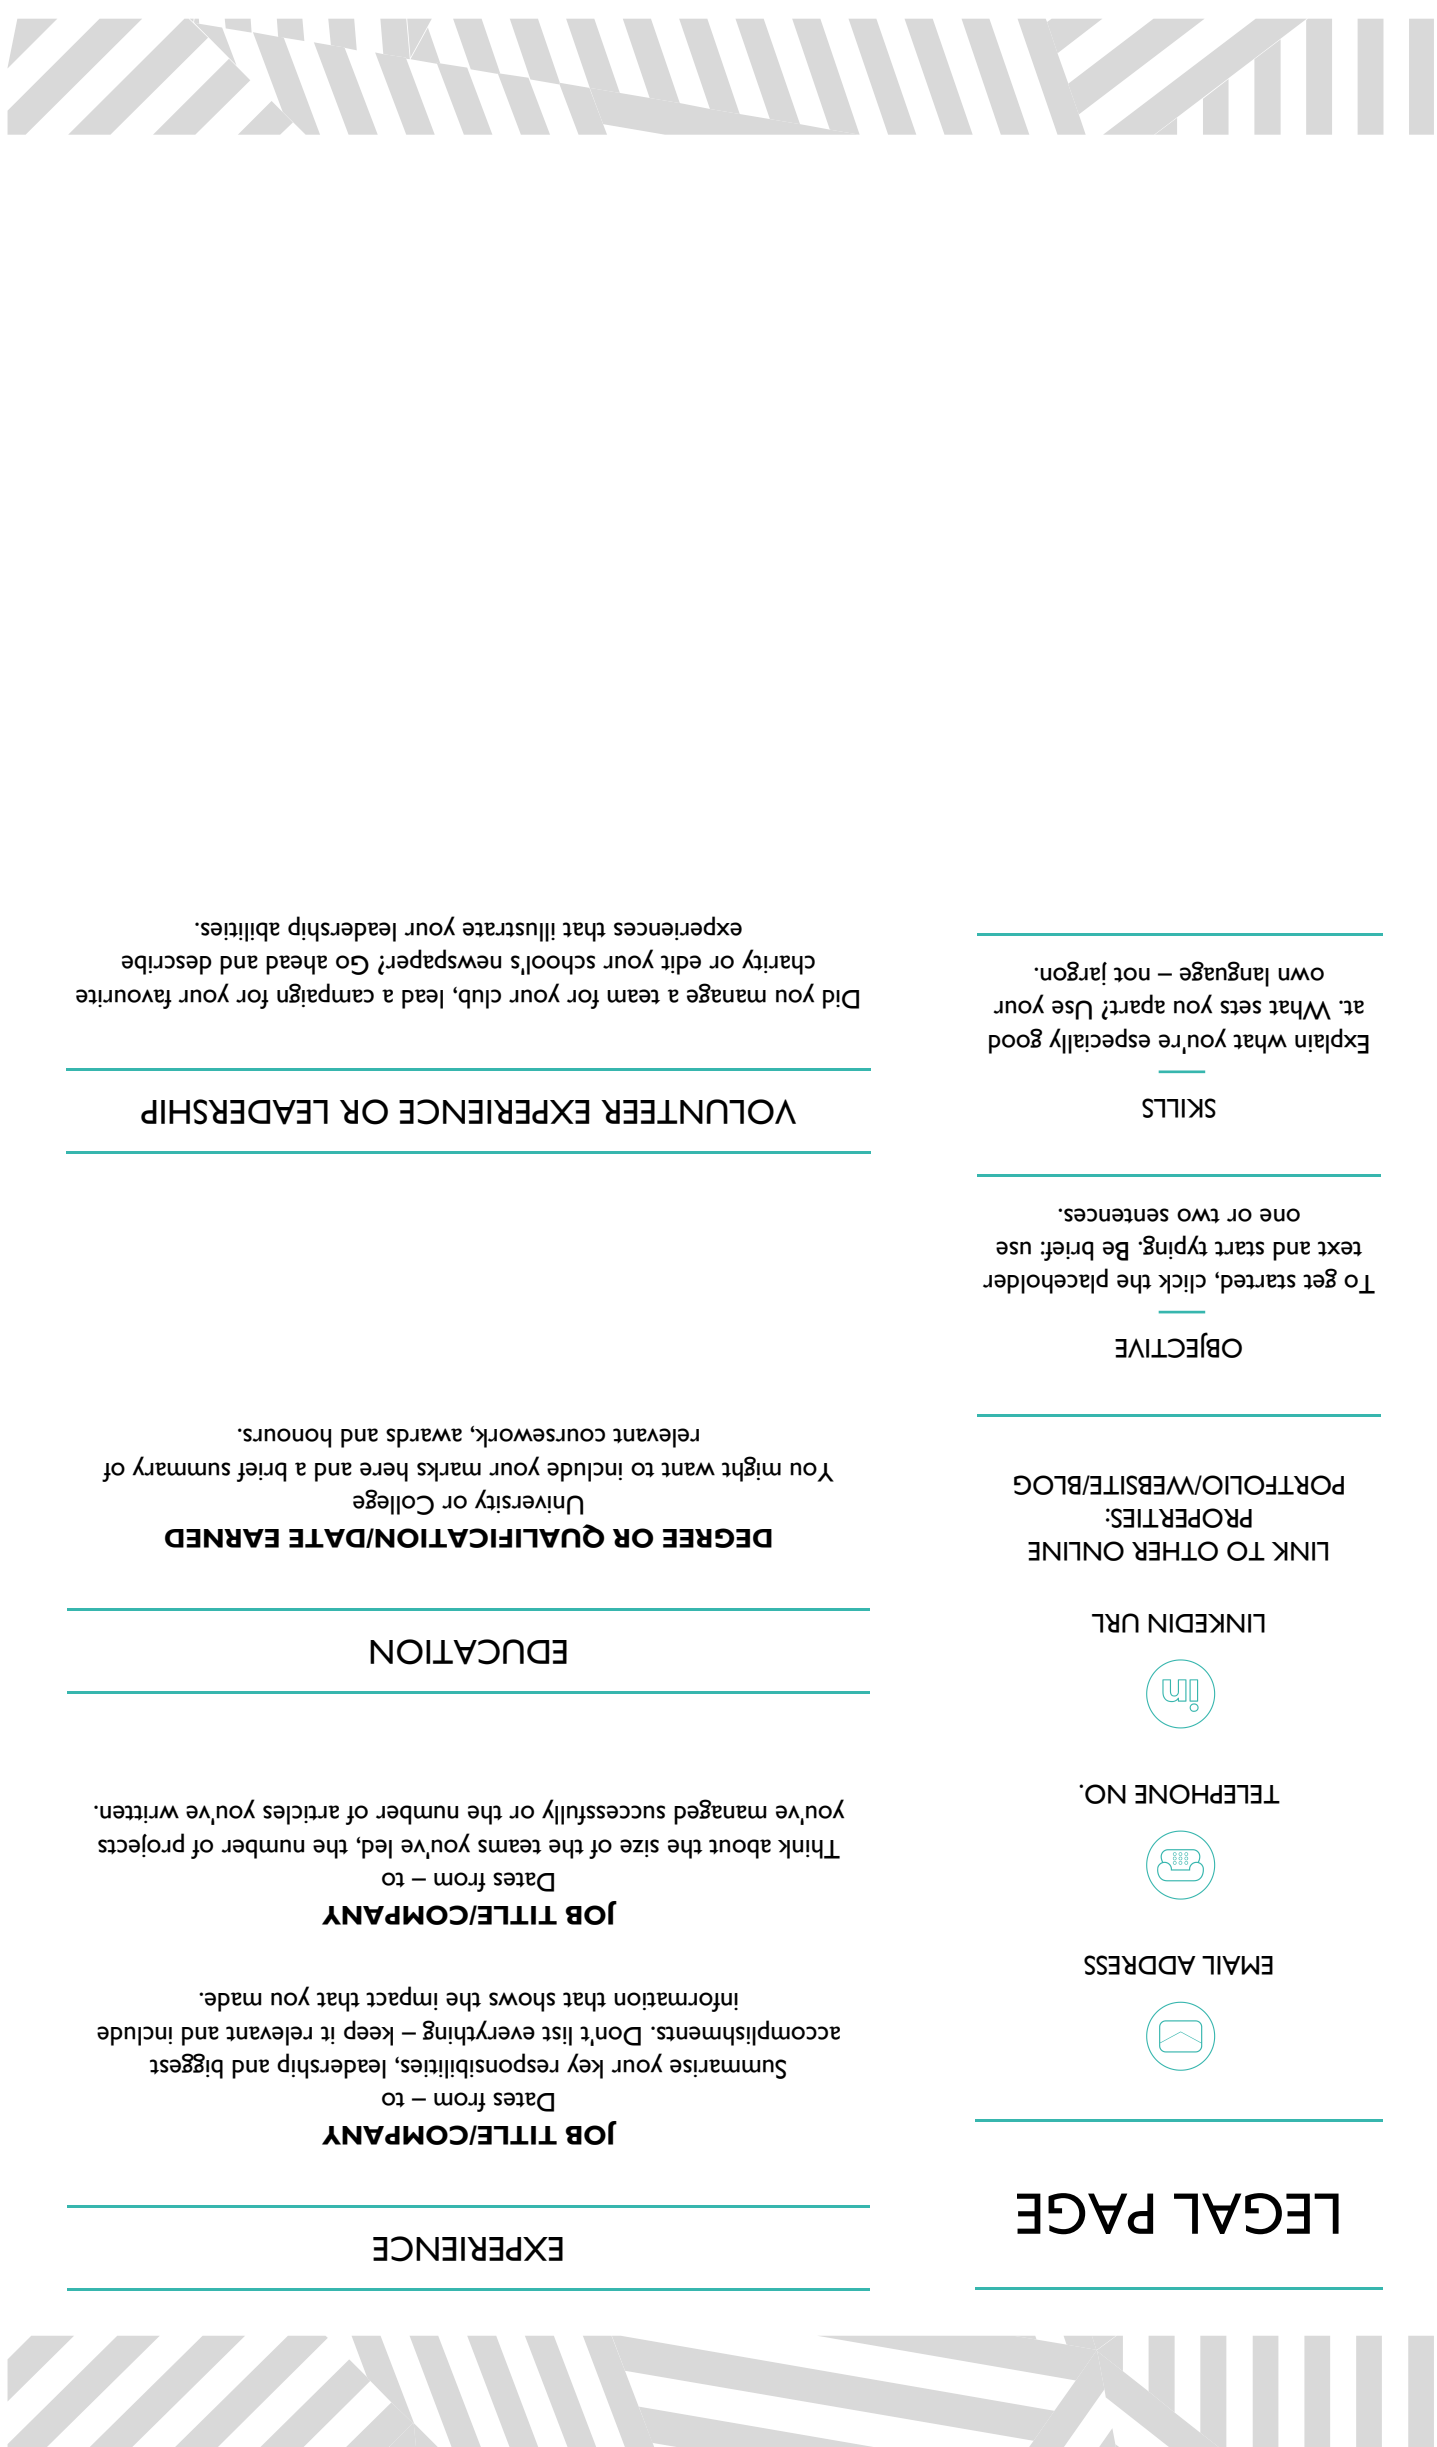 LEGAL PAGE
EMAIL ADDRESS
TELEPHONE NO.
in
LINKEDIN URL
LINK TO OTHER ONLINE
PROPERTIES:
PORTFOLIO/WEBSITE/BLOG
OBJECTIVE
To get started, click the placeholder
text and start typing. Be brief: use
one or two sentences.
SKILLS
Explain what you're especially good
at. What sets you apart? Use your
own language – not jargon.
EXPERIENCE
JOB TITLE/COMPANY
Dates from – to
Summarise your key responsibilities, leadership and biggest
accomplishments. Don't list everything – keep it relevant and include
information that shows the impact that you made.
JOB TITLE/COMPANY
Dates from – to
Think about the size of the teams you've led, the number of projects
you've managed successfully or the number of articles you've written.
EDUCATION
DEGREE OR QUALIFICATION/DATE EARNED
University or College
You might want to include your marks here and a brief summary of
relevant coursework, awards and honours.
VOLUNTEER EXPERIENCE OR LEADERSHIP
Did you manage a team for your club, lead a campaign for your favourite
charity or edit your school's newspaper? Go ahead and describe
experiences that illustrate your leadership abilities.